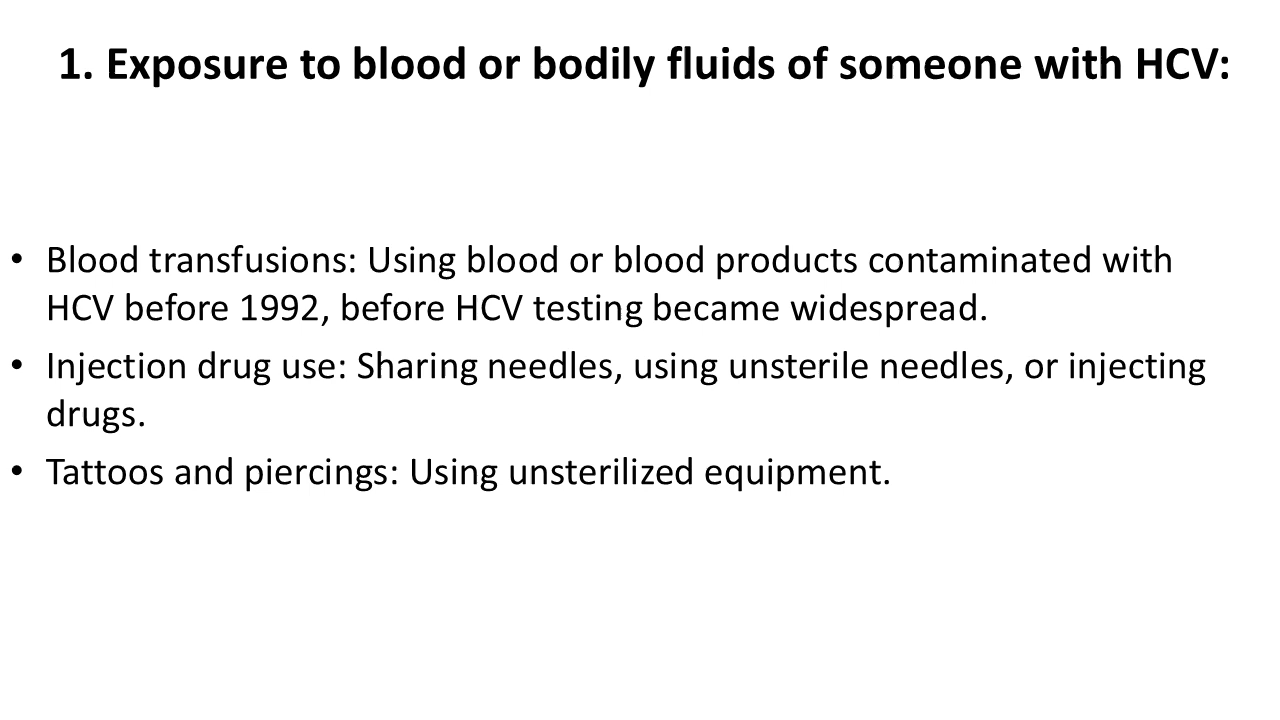 1. Exposure to blood or bodily fluids of someone with HCV:
• Blood transfusions: Using blood or blood products contaminated with
HCV before 1992, before HCV testing became widespread.
• Injection drug use: Sharing needles, using unsterile needles, or injecting
drugs.
• Tattoos and piercings: Using unsterilized equipment.